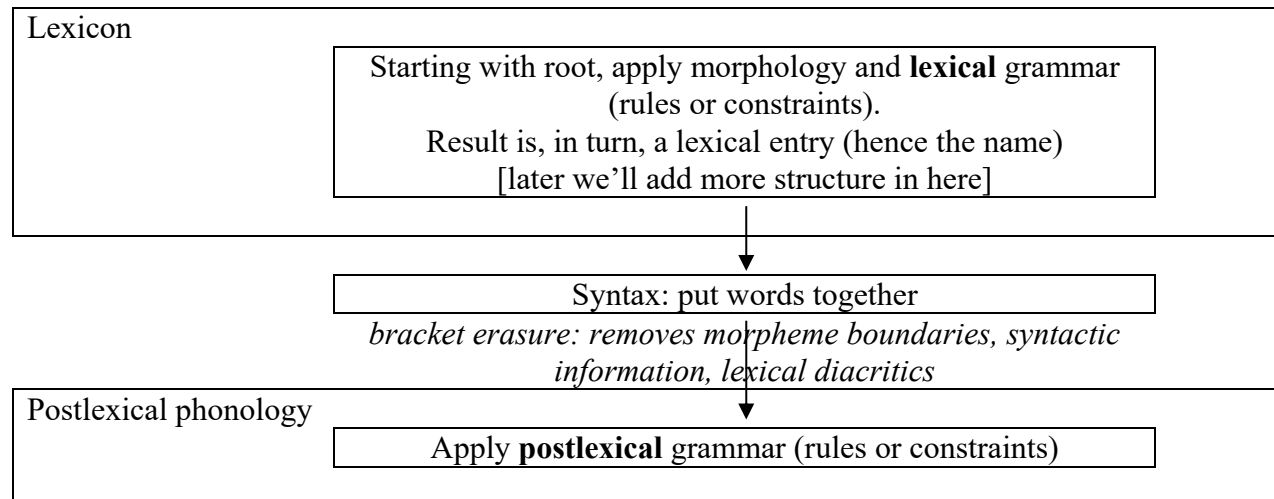 Lexicon
Starting with root, apply morphology and lexical grammar
(rules or constraints).
Result is, in turn, a lexical entry (hence the name)
[later we’ll add more structure in here]
Syntax: put words together
bracket erasure: removes morpheme boundaries, syntactic
information, lexical diacritics
Postlexical phonology
Apply postlexical grammar (rules or constraints)